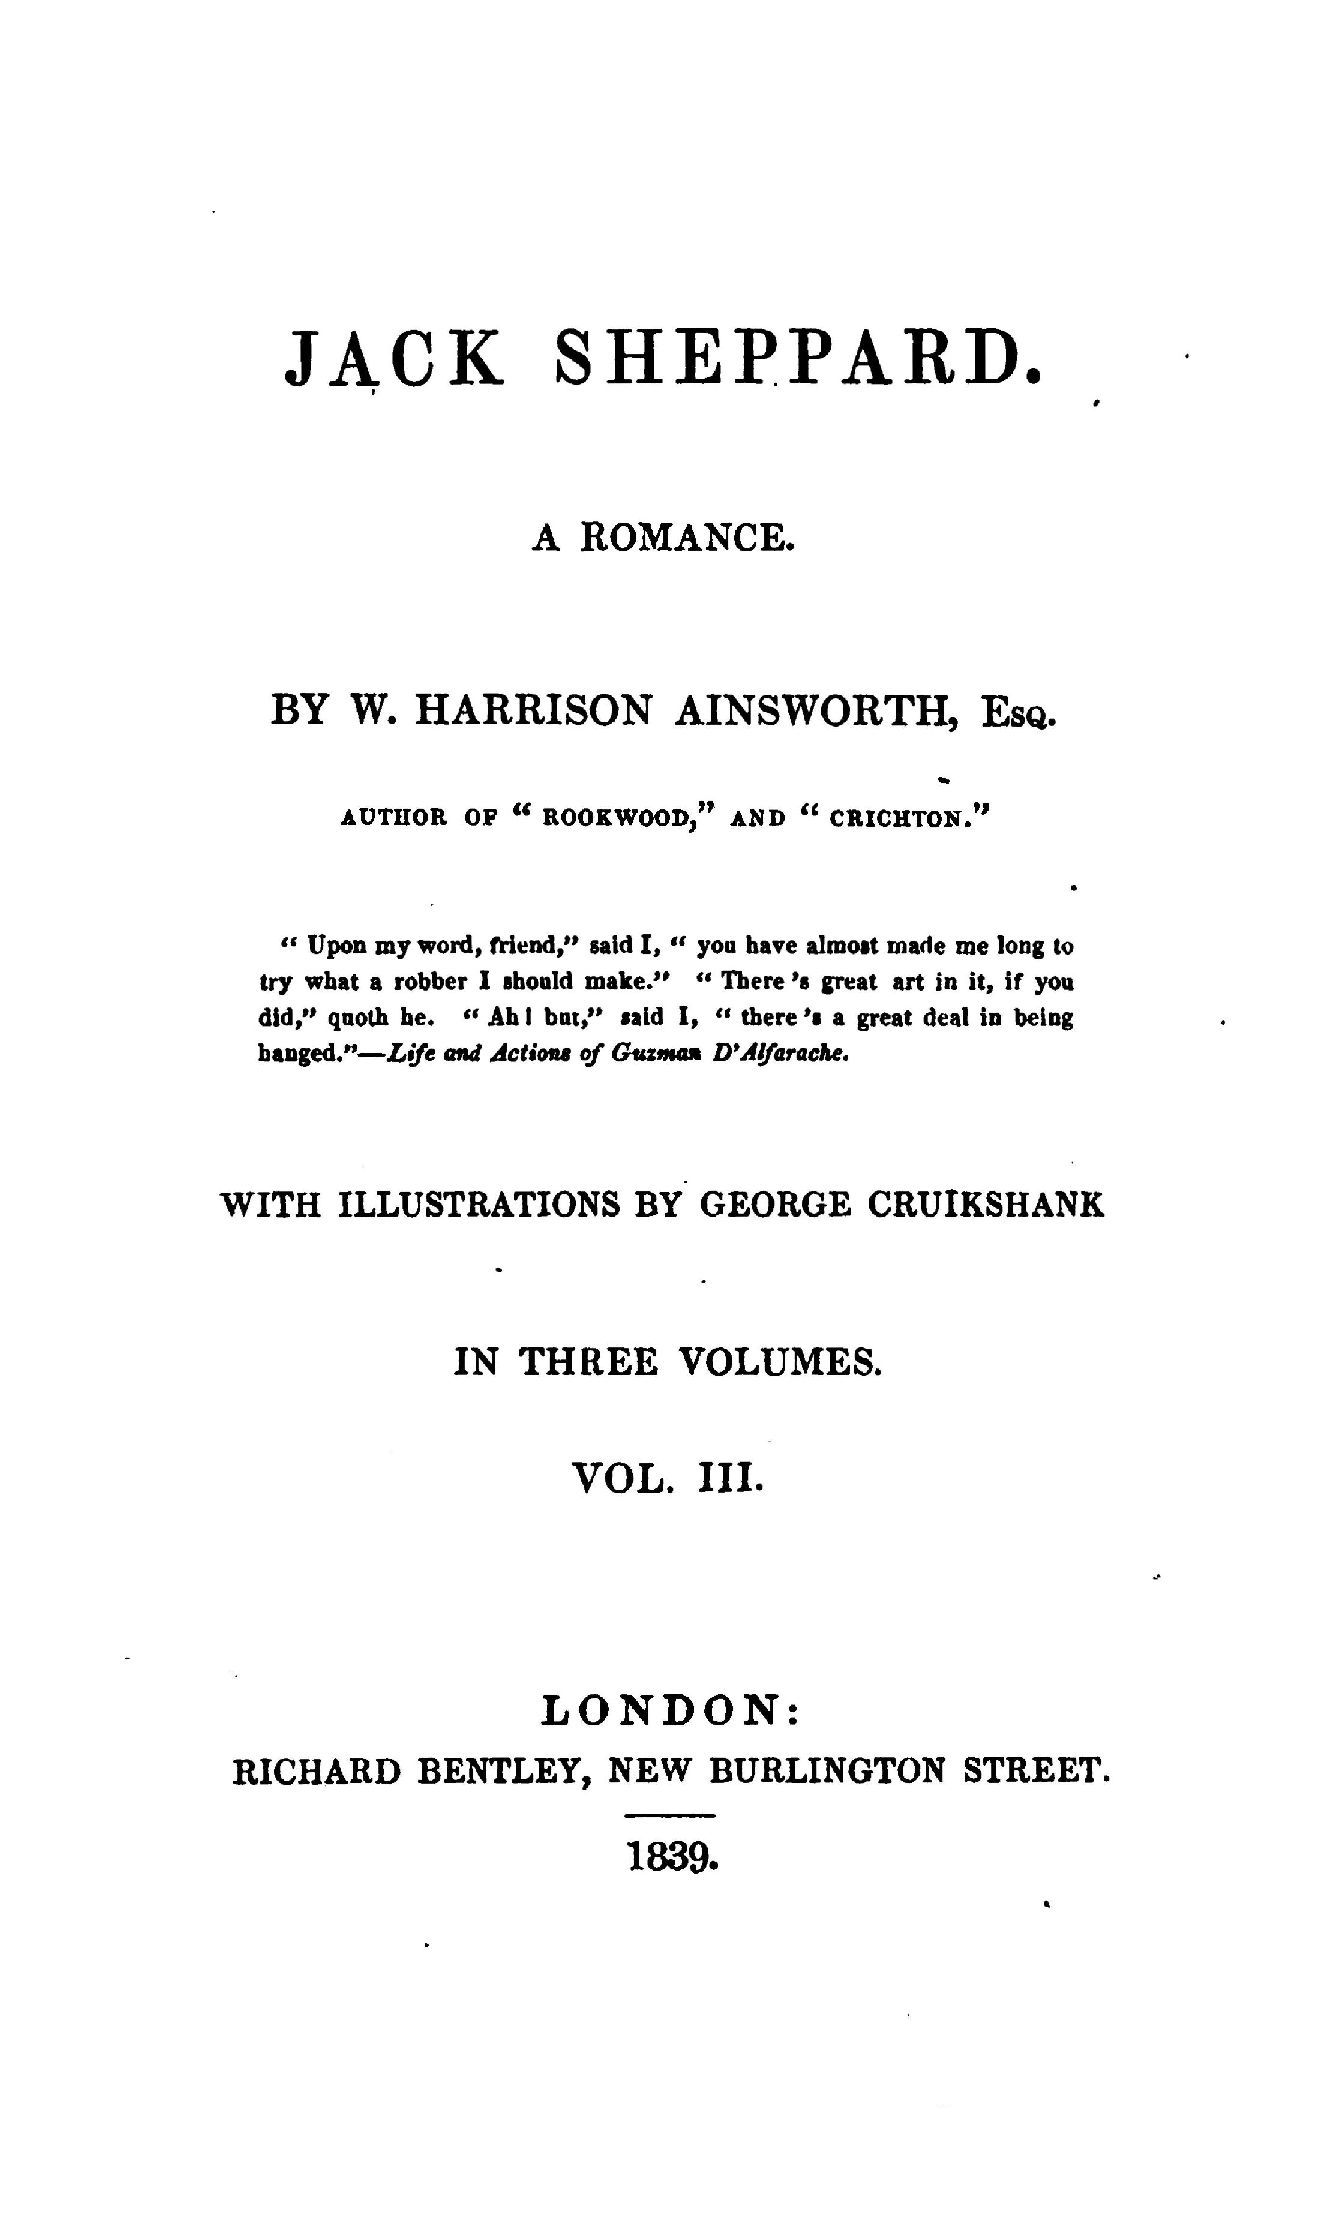 JACK SHEPPARD.
A ROMANCE.
BY W. HARRISON AINSWORTH, Esq.
AUTHOR OF “ ROOKWOOD,” AND “ CRICHTON.”
“ Upon my word, friend,” said I, “ you have almost made me long to
try what a robber I should make.” “ There 's great art in it, if you
did,” quoth he. “ Ah ! but,” said I, “ there 's a great deal in being
hanged.”—Life and Actions of Guzman D'Alfarache.
WITH ILLUSTRATIONS BY GEORGE CRUIKSHANK
IN THREE VOLUMES.
VOL. III.
LONDON:
RICHARD BENTLEY, NEW BURLINGTON STREET.
1839.